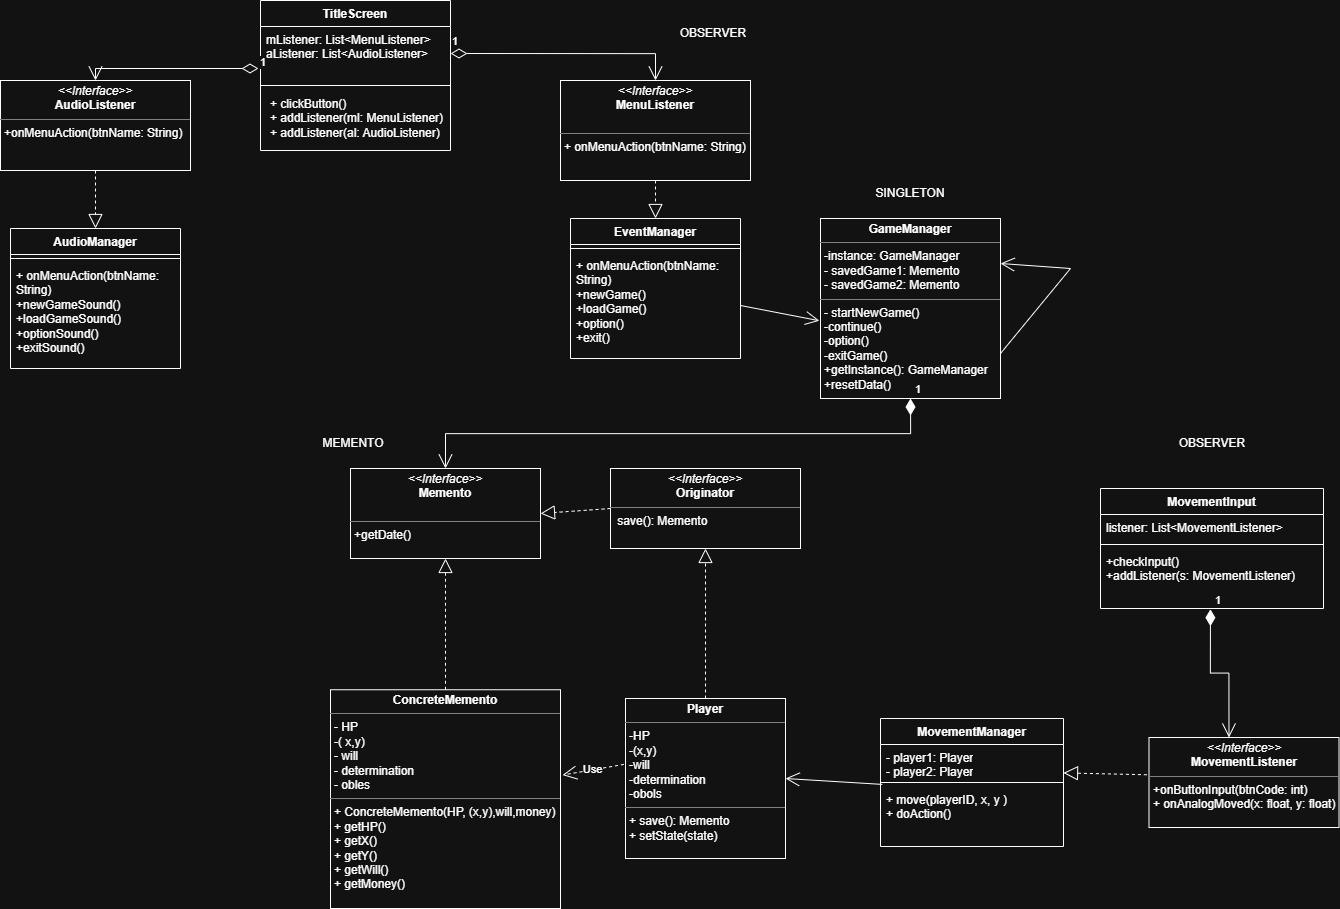 TitleScreen
mListener: List<MenuListener>
aListener: List<AudioListener>
1
1
+ clickButton()
+ addListener(ml: MenuListener)
+ addListener(al: AudioListener)
OBSERVER
<<Interface>>
AudioListener
+onMenuAction(btnName: String)
<<Interface>>
MenuListener
+ onMenuAction(btnName: String)
AudioManager
+ onMenuAction(btnName:
String)
+newGameSound()
+loadGameSound()
+optionSound()
+exitSound()
EventManager
+ onMenuAction(btnName:
String)
+newGame()
+loadGame()
+option()
+exit()
SINGLETON
GameManager
-instance: GameManager
- savedGame1: Memento
- savedGame2: Memento
- startNewGame()
-continue()
-option()
-exitGame()
+getInstance(): GameManager
+resetData()
1
MEMENTO
<<Interface>>
Memento
+getDate()
<<Interface>>
Originator
save(): Memento
OBSERVER
MovementInput
listener: List<MovementListener>
+checkInput()
+addListener(s: MovementListener)
1
ConcreteMemento
- HP
-( x,y)
- will
- determination
- obles
+ ConcreteMemento(HP, (x,y),will,money)
+ getHP()
+ getX()
+ getY()
+ getWill()
+ getMoney()
Use
Player
-HP
-(x,y)
-will
-determination
-obols
+ save(): Memento
+ setState(state)
MovementManager
- player1: Player
- player2: Player
+ move(playerID, x, y )
+ doAction()
<<Interface>>
MovementListener
+onButtonInput(btnCode: int)
+ onAnalogMoved(x: float, y: float)